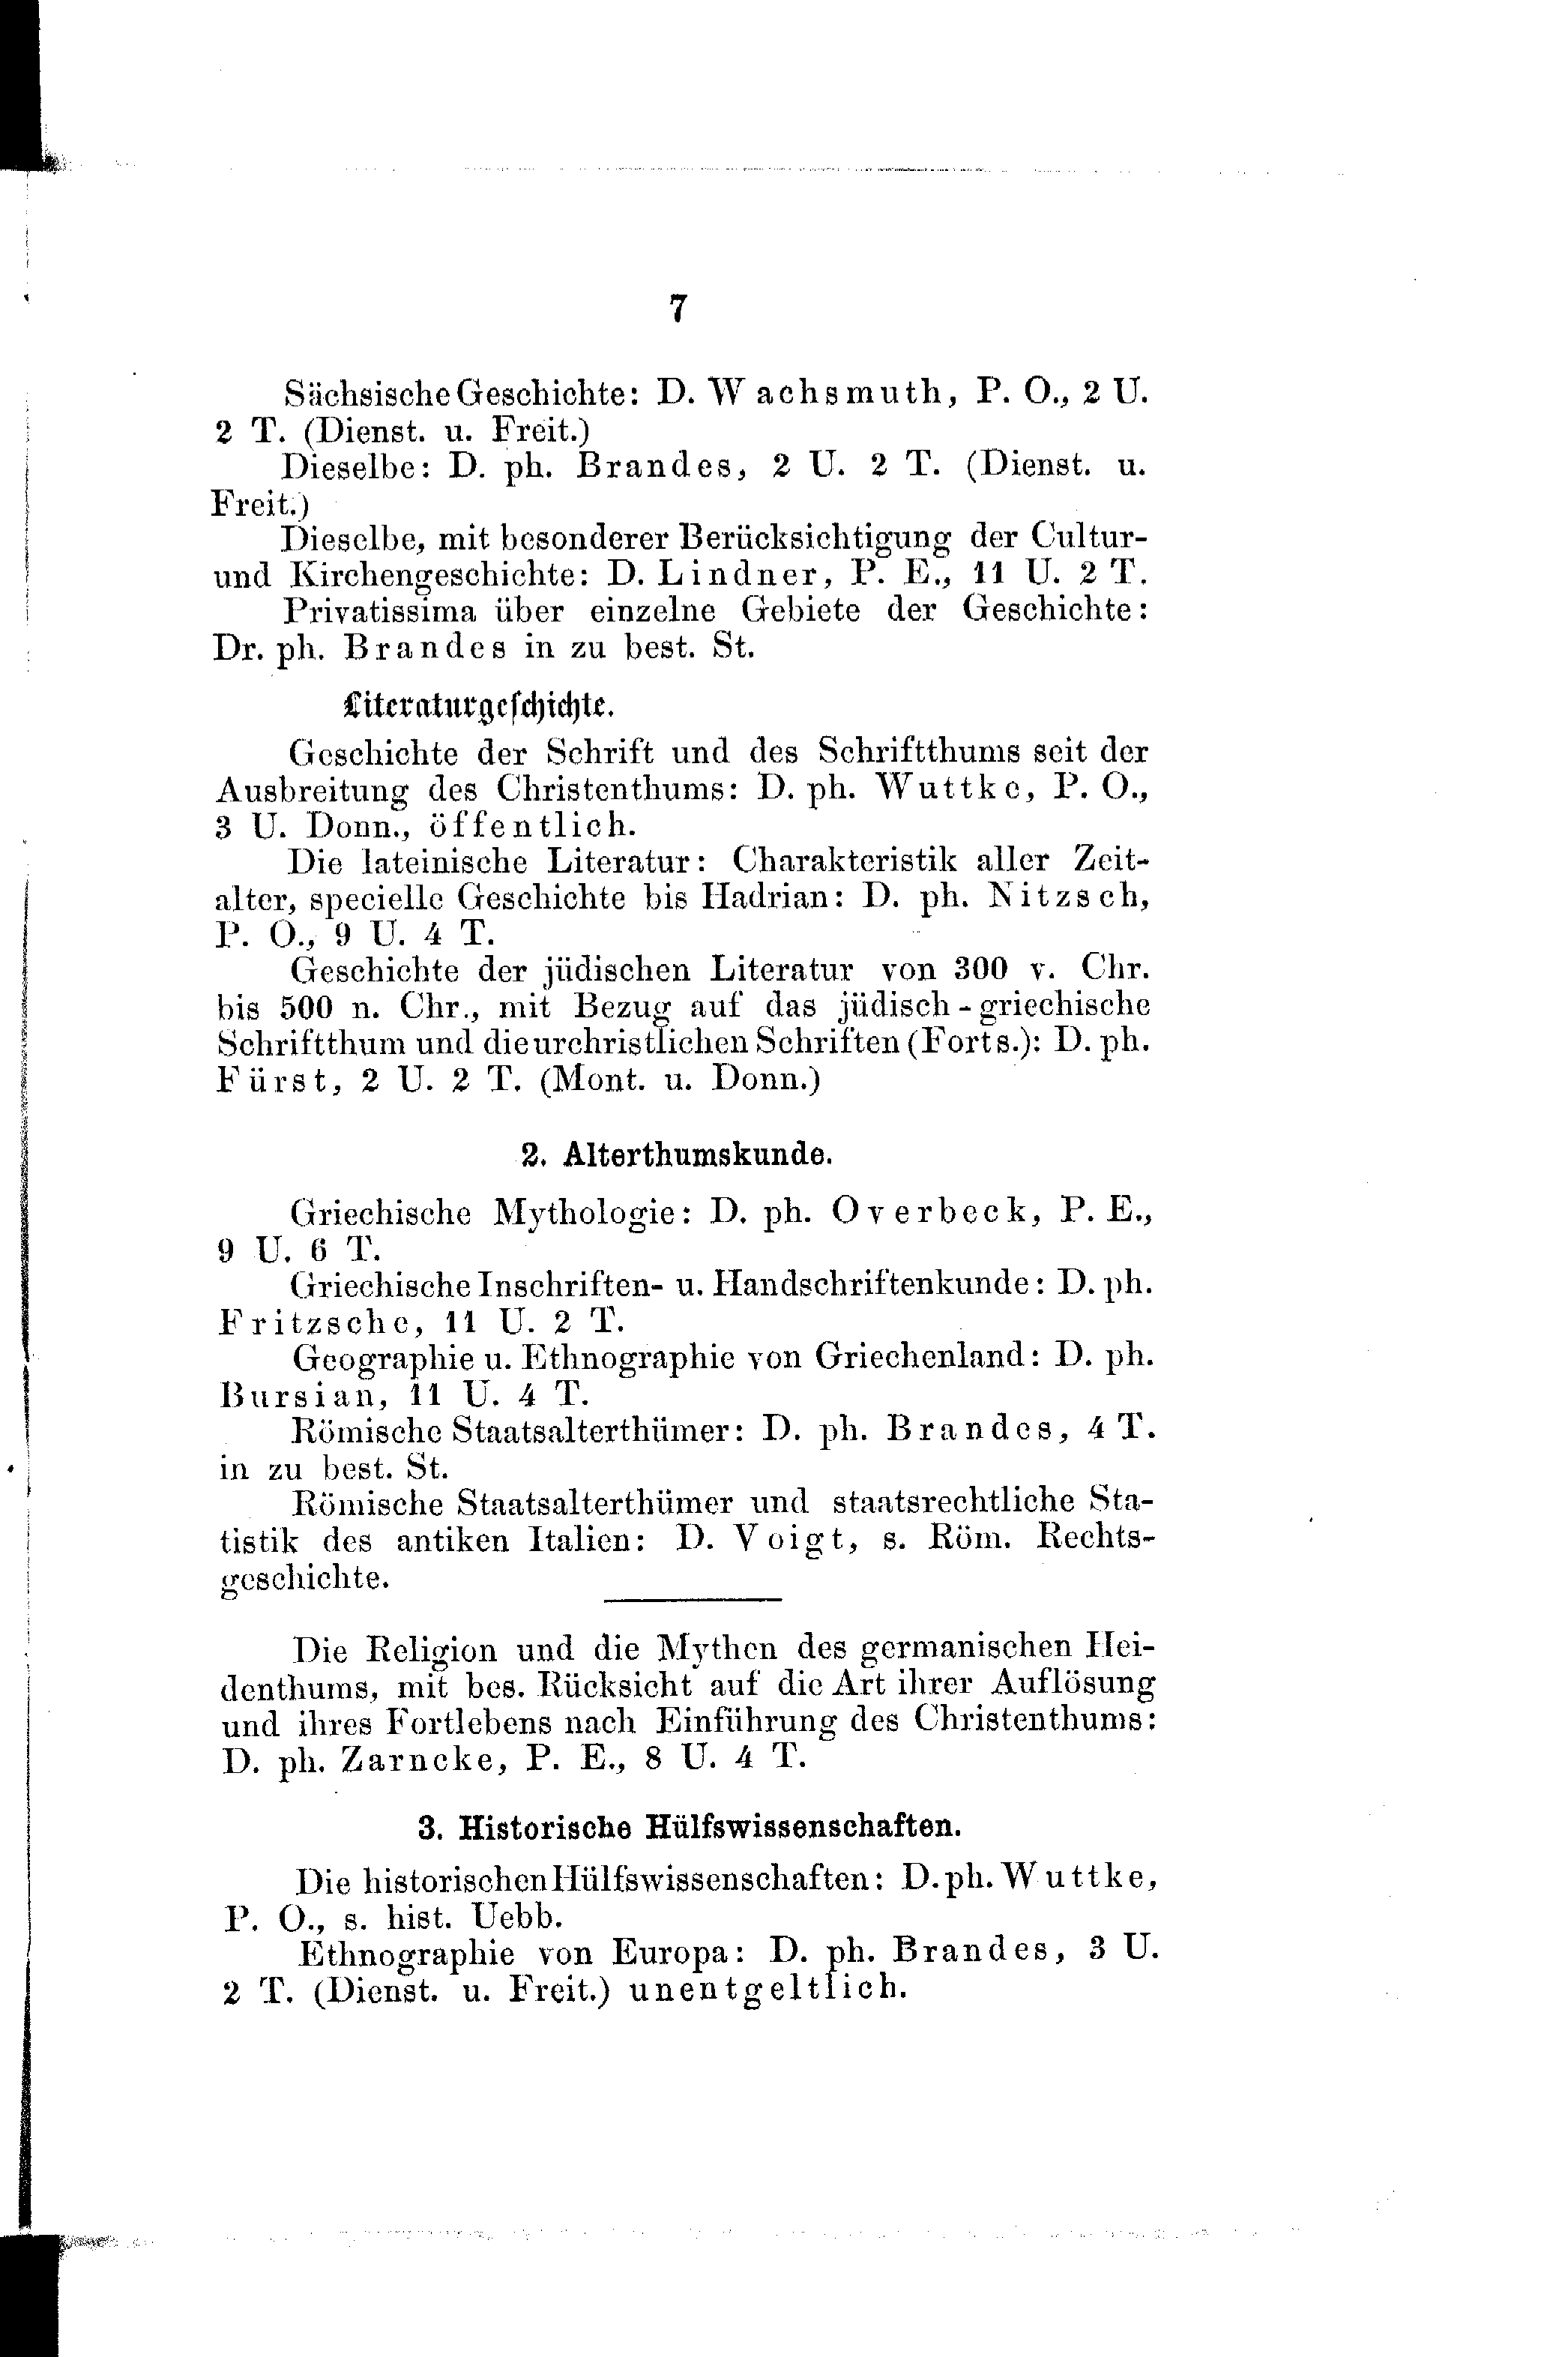 7
Sächsische Geschichte: D. Wachsmuth, P. O., 2 U.
2 T. (Dienst. u. Freit.)
Dieselbe: D. ph. Brandes, 2 U. 2 T. (Dienst. u.
Freit.)
Dieselbe, mit besonderer Berücksichtigung der Cultur-
und Kirchengeschichte: D. Lindner, P. E., 11 U. 2 T.
Privatissima über einzelne Gebiete der Geschichte:
Dr. ph. Brandes in zu best. St.
Literaturgeschichte.
Geschichte der Schrift und des Schriftthums seit der
Ausbreitung des Christenthums: D. ph. Wuttke, P. O.,
3 U. Donn., öffentlich.
Die lateinische Literatur: Charakteristik aller Zeit-
alter, specielle Geschichte bis Hadrian: D. ph. Nitzsch,
P. O., 9 U. 4 T.
Geschichte der jüdischen Literatur von 300 v. Chr.
bis 500 n. Chr., mit Bezug auf das jüdisch-griechische
Schriftthum und die urchristlichen Schriften (Forts.): D. ph.
Fürst, 2 U. 2 T. (Mont. u. Donn.)
2. Alterthumskunde.
Griechische Mythologie: D. ph. Overbeck, P. E.,
9 U. 6 T.
Griechische Inschriften- u. Handschriftenkunde: D. ph.
Fritzsche, 11 U. 2 T.
Geographie u. Ethnographie von Griechenland: D. ph.
Bursian, 11 U. 4 T.
Römische Staatsalterthümer: D. ph. Brandes, 4 T.
in zu best. St.
Römische Staatsalterthümer und staatsrechtliche Sta-
tistik des antiken Italien: D. Voigt, s. Röm. Rechts-
geschichte.
Die Religion und die Mythen des germanischen Hei-
denthums, mit bes. Rücksicht auf die Art ihrer Auflösung
und ihres Fortlebens nach Einführung des Christenthums:
D. ph. Zarncke, P. E., 8 U. 4 T.
3. Historische Hülfswissenschaften.
Die historischen Hülfswissenschaften: D. ph. Wuttke,
P. O., s. hist. Uebb.
Ethnographie von Europa: D. ph. Brandes, 3 U.
2 T. (Dienst. u. Freit.) unentgeltlich.